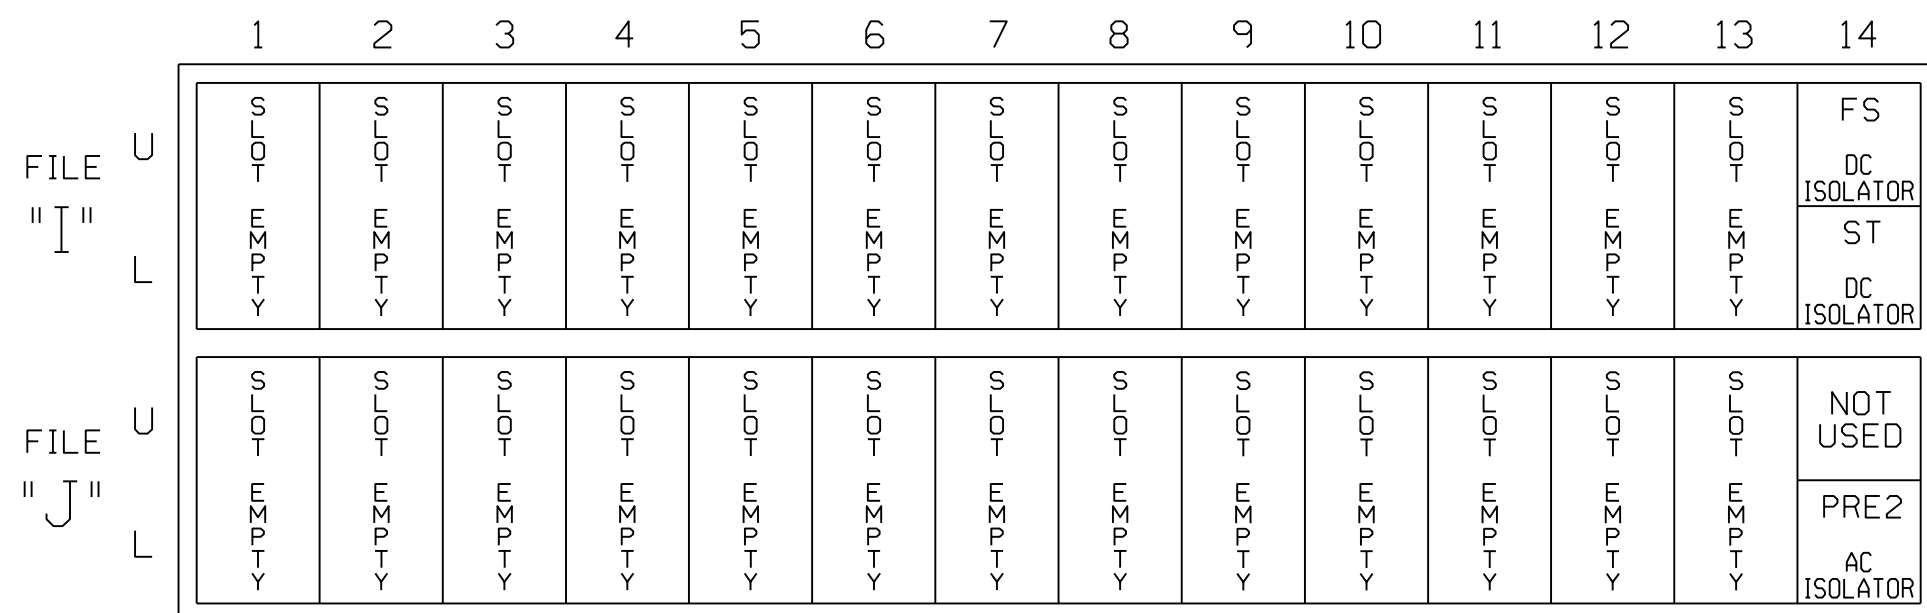 1 2 3 4 5 6 7 8 9 10 11 12 13 14
FILE "I"
U
L
SLOT EMPTY
SLOT EMPTY
SLOT EMPTY
SLOT EMPTY
SLOT EMPTY
SLOT EMPTY
SLOT EMPTY
SLOT EMPTY
SLOT EMPTY
SLOT EMPTY
SLOT EMPTY
SLOT EMPTY
SLOT EMPTY
FS
DC
ISOLATOR
ST
DC
ISOLATOR
FILE "J"
U
L
SLOT EMPTY
SLOT EMPTY
SLOT EMPTY
SLOT EMPTY
SLOT EMPTY
SLOT EMPTY
SLOT EMPTY
SLOT EMPTY
SLOT EMPTY
SLOT EMPTY
SLOT EMPTY
SLOT EMPTY
SLOT EMPTY
NOT
USED
PRE2
AC
ISOLATOR